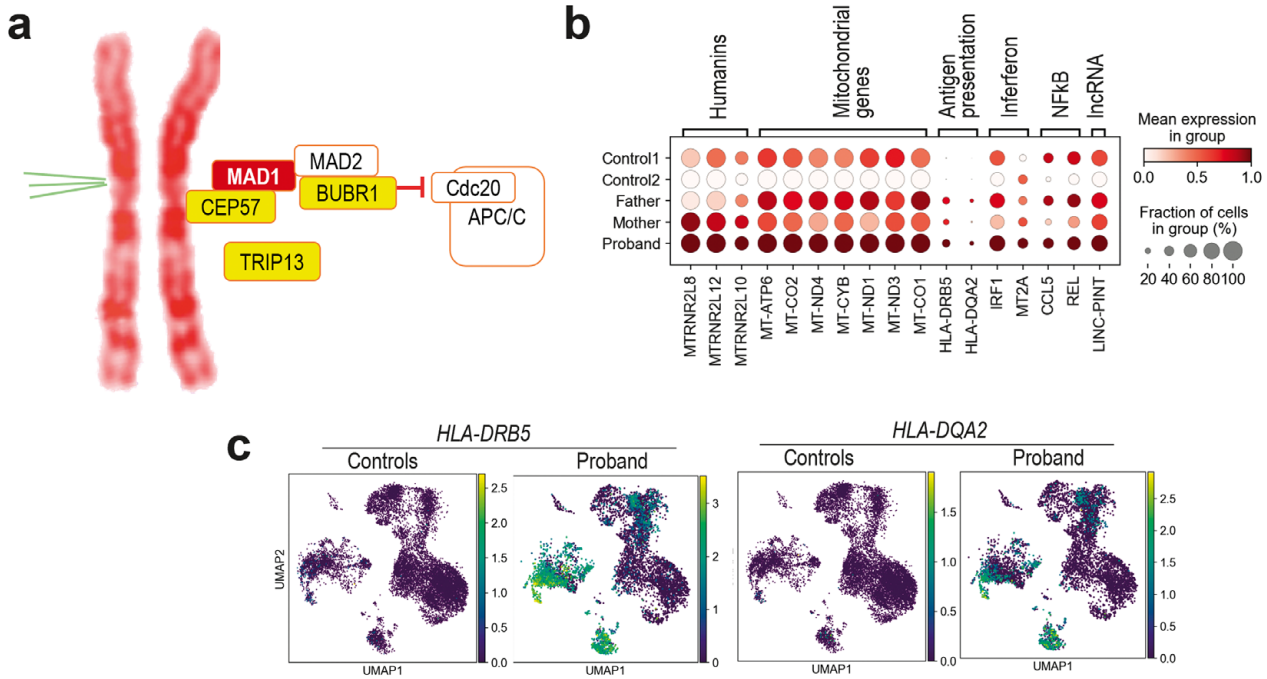 a
MAD1
MAD2
CEP57
BUBR1
Cdc20
APC/C
TRIP13
b
Humanins
Mitochondrial
genes
Antigen
presentation
Inferferon
NFkB
lncRNA
Control1
Control2
Father
Mother
Proband
MTRNR2L8
MTRNR2L12
MTRNR2L10
MT-ATP6
MT-CO2
MT-ND4
MT-CYB
MT-ND1
MT-ND3
MT-CO1
HLA-DRB5
HLA-DQA2
IRF1
MT2A
CCL5
REL
LINC-PINT
Mean expression
in group
0.0 0.5 1.0
Fraction of cells
in group (%)
20 40 60 80 100
c
HLA-DRB5
Controls
Proband
UMAP2
UMAP1
UMAP1
2.5
2.0
1.5
1.0
0.5
0.0
3
2
1
0
HLA-DQA2
Controls
Proband
UMAP1
UMAP1
1.5
1.0
0.5
0.0
2.5
2.0
1.5
1.0
0.5
0.0